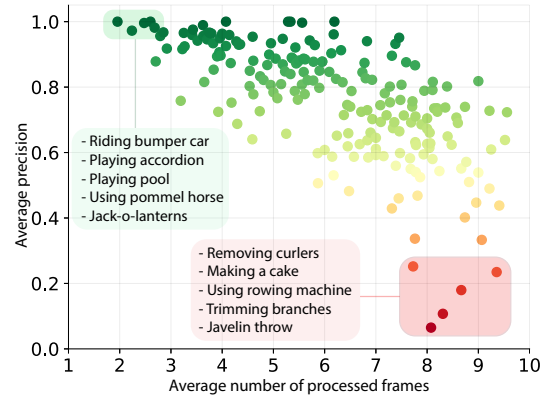 1.0
0.8
0.6
0.4
0.2
0.0
Average precision
- Riding bumper car
- Playing accordion
- Playing pool
- Using pommel horse
- Jack-o-lanterns
- Removing curlers
- Making a cake
- Using rowing machine
- Trimming branches
- Javelin throw
1 2 3 4 5 6 7 8 9 10
Average number of processed frames